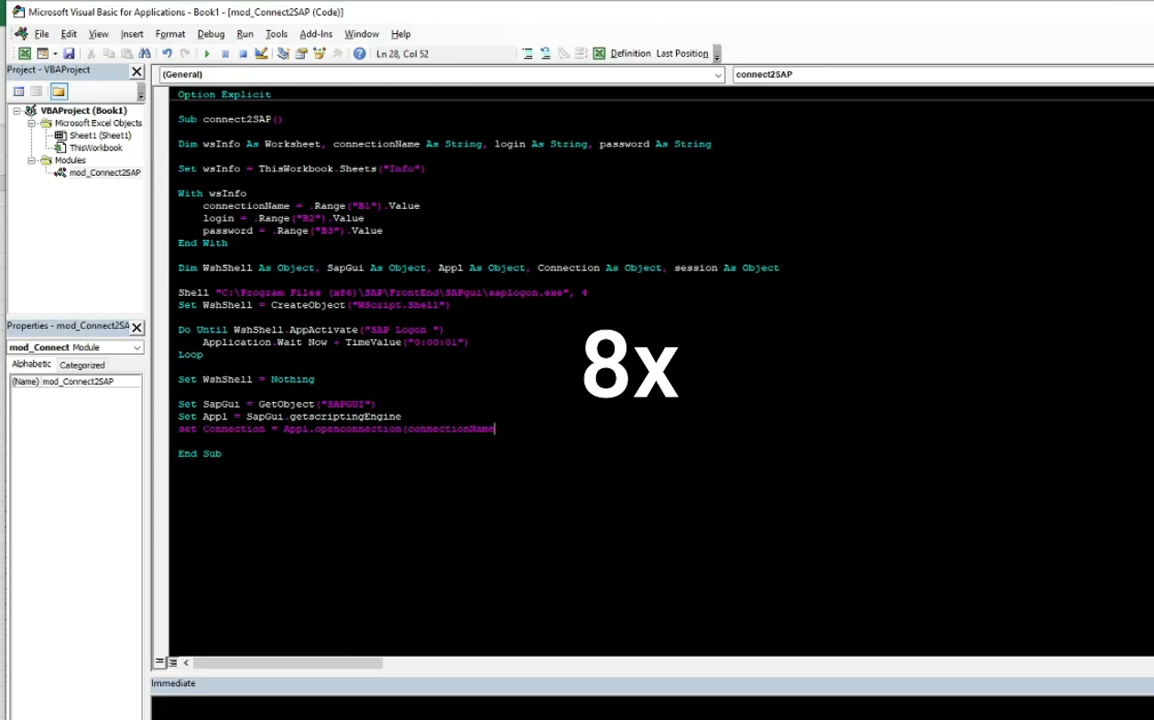 Microsoft Visual Basic for Applications - Book1 - [mod_Connect2SAP (Code)]
File Edit View Insert Format Debug Run Tools Add-Ins Window Help
Ln 28, Col 52
Definition Last Position
Project - VBAProject
(General)
connect2SAP
VBAProject (Book1)
Microsoft Excel Objects
Sheet1 (Sheet1)
ThisWorkbook
Modules
mod_Connect2SAP
Option Explicit
Sub connect2SAP()
Dim wsInfo As Worksheet, connectionName As String, login As String, password As String
Set wsInfo = ThisWorkbook.Sheets("Info")
With wsInfo
connectionName = .Range("B1").Value
login = .Range("B2").Value
password = .Range("B3").Value
End With
Dim WshShell As Object, SapGui As Object, Appl As Object, Connection As Object, session As Object
Shell "C:\Program Files (x86)\SAP\FrontEnd\SAPgui\saplogon.exe", 4
Set WshShell = CreateObject("WScript.Shell")
Do Until WshShell.AppActivate("SAP Logon ")
Application.Wait Now + TimeValue("0:00:01")
Loop
Set WshShell = Nothing
Set SapGui = GetObject("SAPGUI")
Set Appl = SapGui.getscriptingEngine
set Connection = Appl.openconnection(connectionName
End Sub
8x
Properties - mod_Connect2SA
mod_Connect Module
Alphabetic Categorized
(Name) mod_Connect2SAP
Immediate